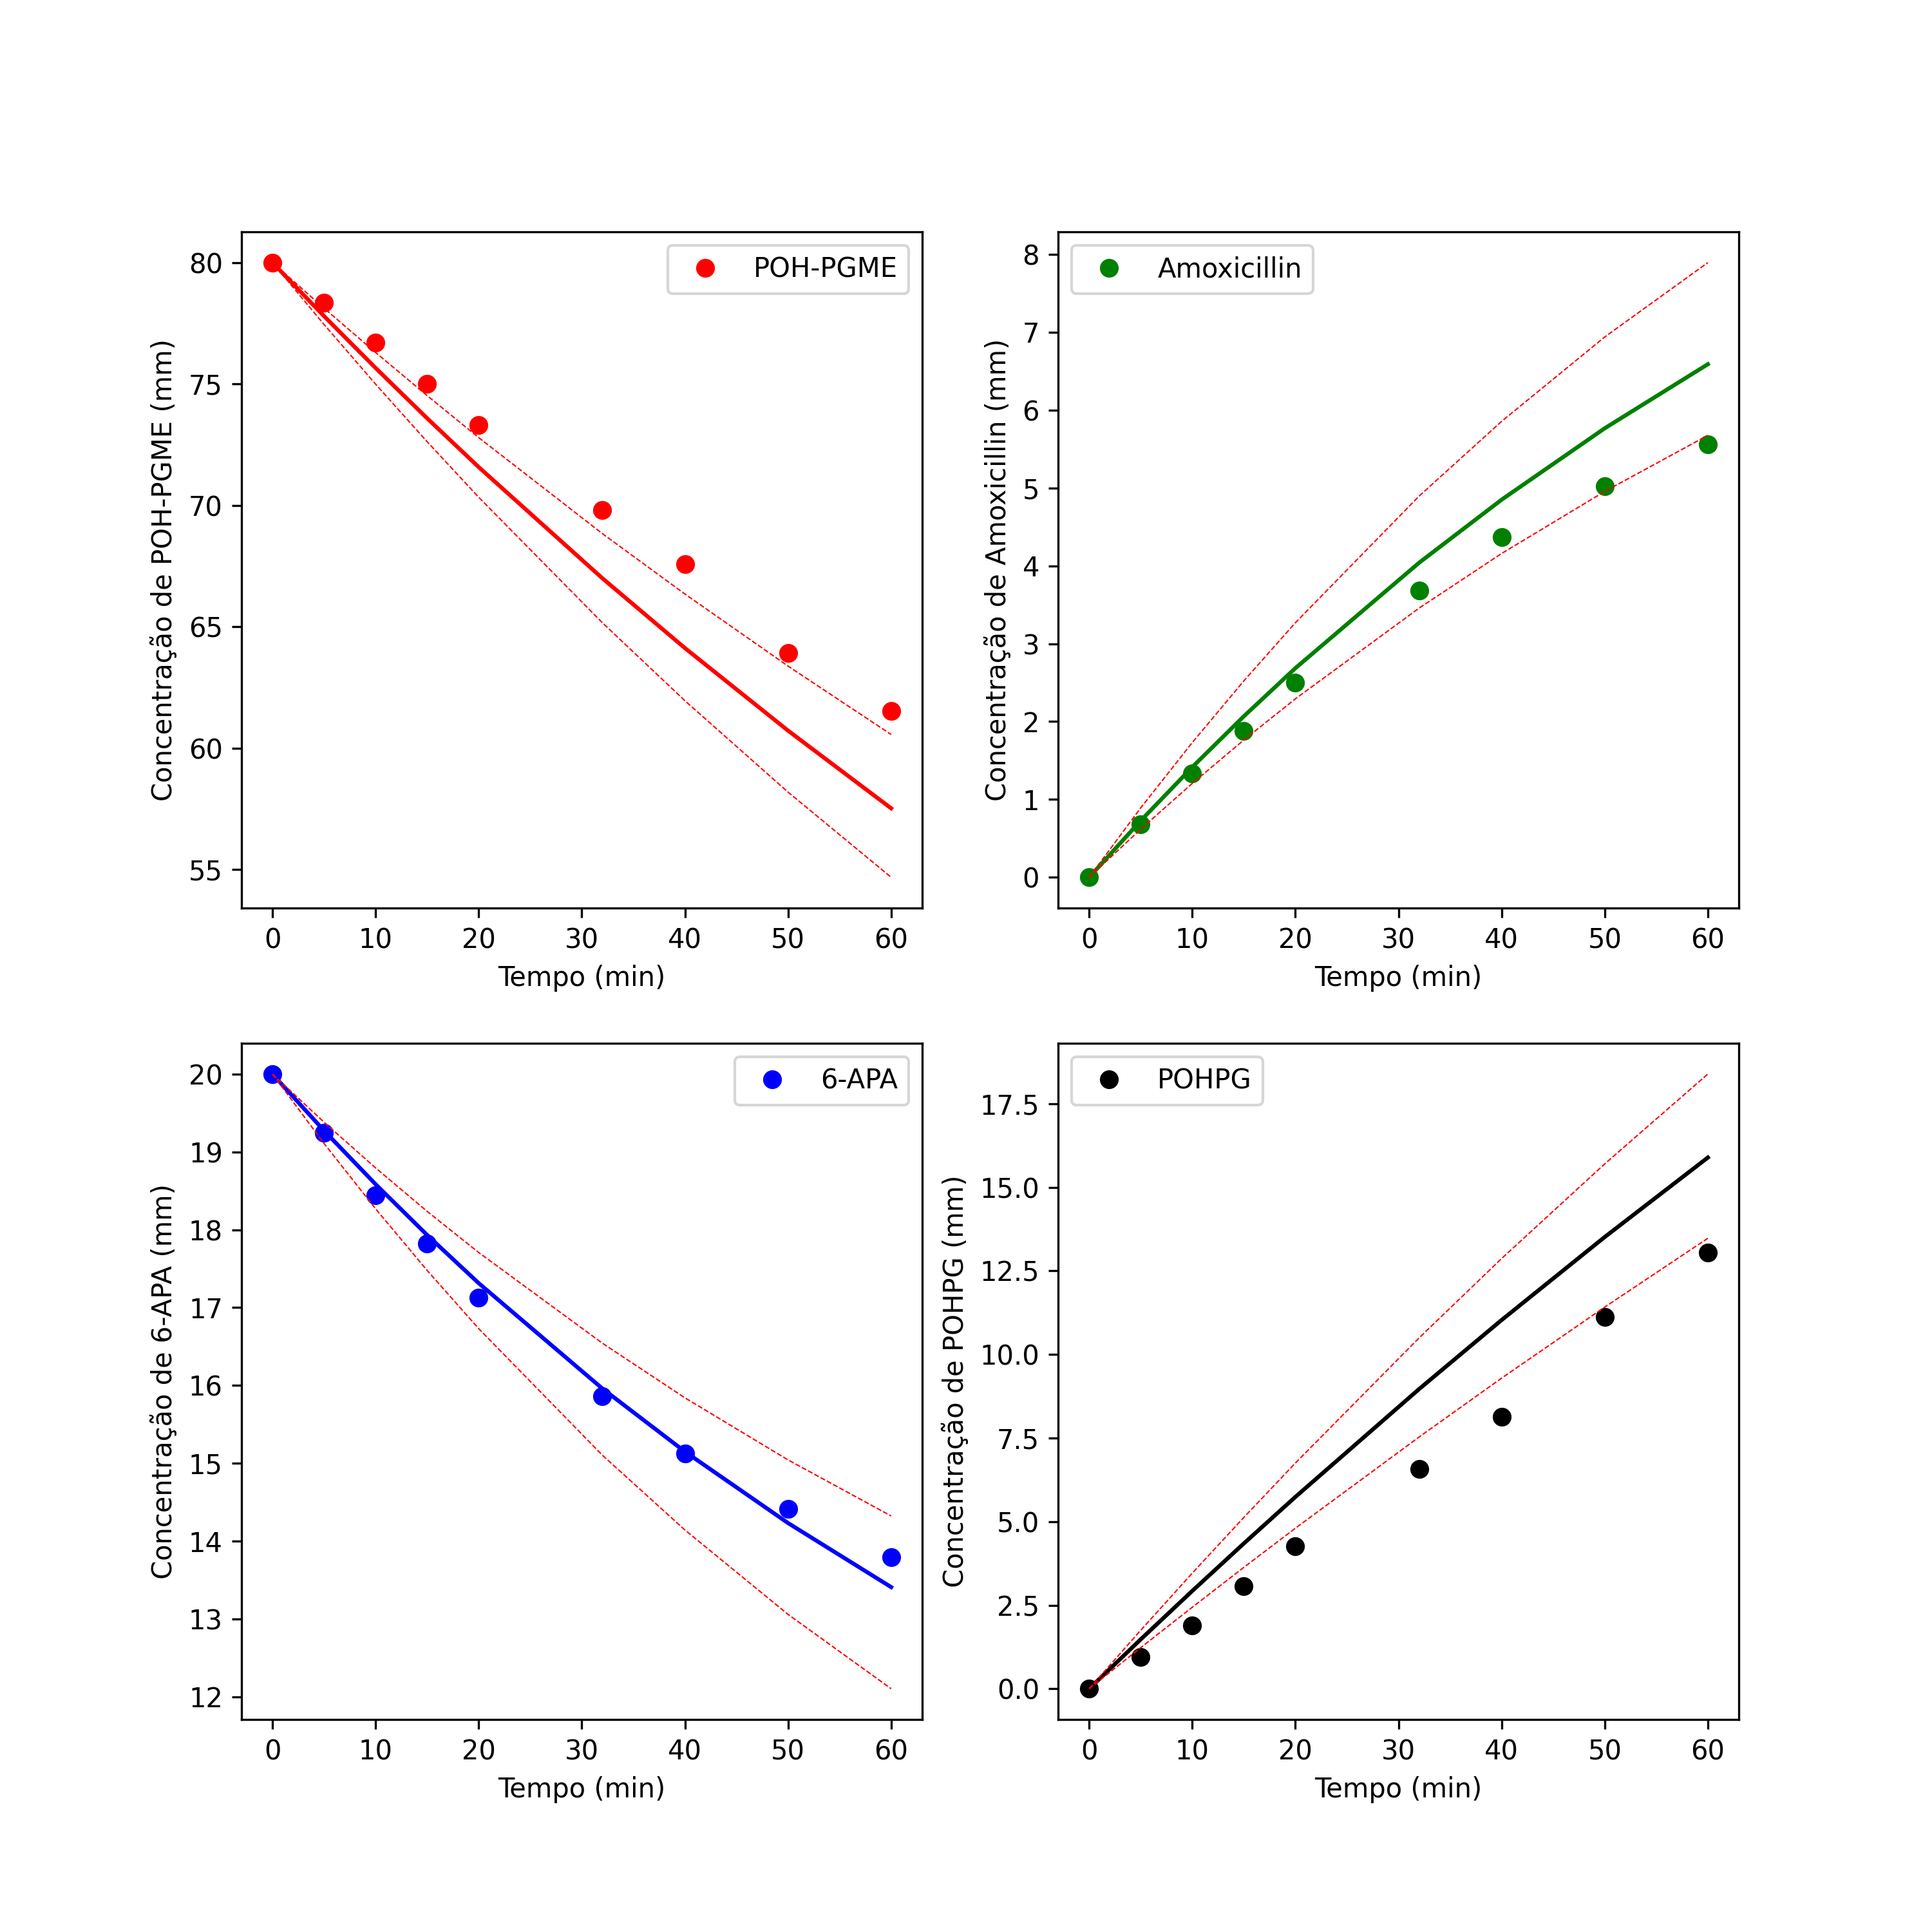 POH-PGME
80
75
70
65
60
55
Concentração de POH-PGME (mm)
0 10 20 30 40 50 60
Tempo (min)
Amoxicillin
8
7
6
5
4
3
2
1
0
Concentração de Amoxicillin (mm)
0 10 20 30 40 50 60
Tempo (min)
6-APA
20
19
18
17
16
15
14
13
12
Concentração de 6-APA (mm)
0 10 20 30 40 50 60
Tempo (min)
POHPG
17.5
15.0
12.5
10.0
7.5
5.0
2.5
0.0
Concentração de POHPG (mm)
0 10 20 30 40 50 60
Tempo (min)